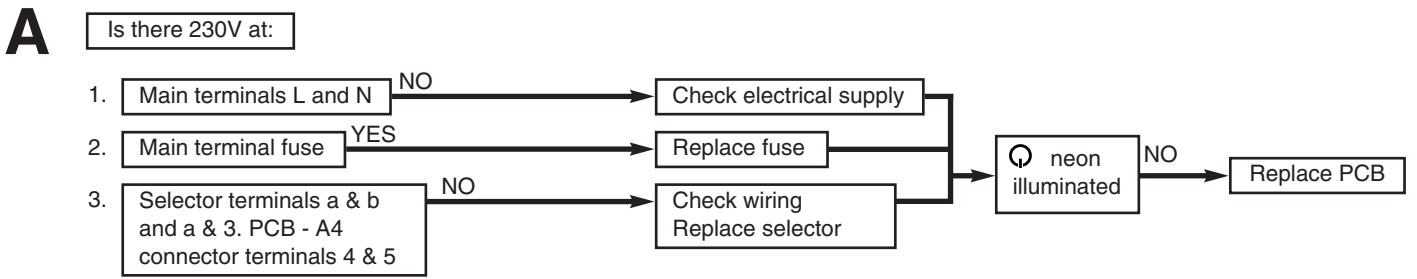 A
Is there 230V at:
1. Main terminals L and N
NO
Check electrical supply
2. Main terminal fuse
YES
Replace fuse
3. Selector terminals a & b
and a & 3. PCB - A4
connector terminals 4 & 5
NO
Check wiring
Replace selector
neon
illuminated
NO
Replace PCB